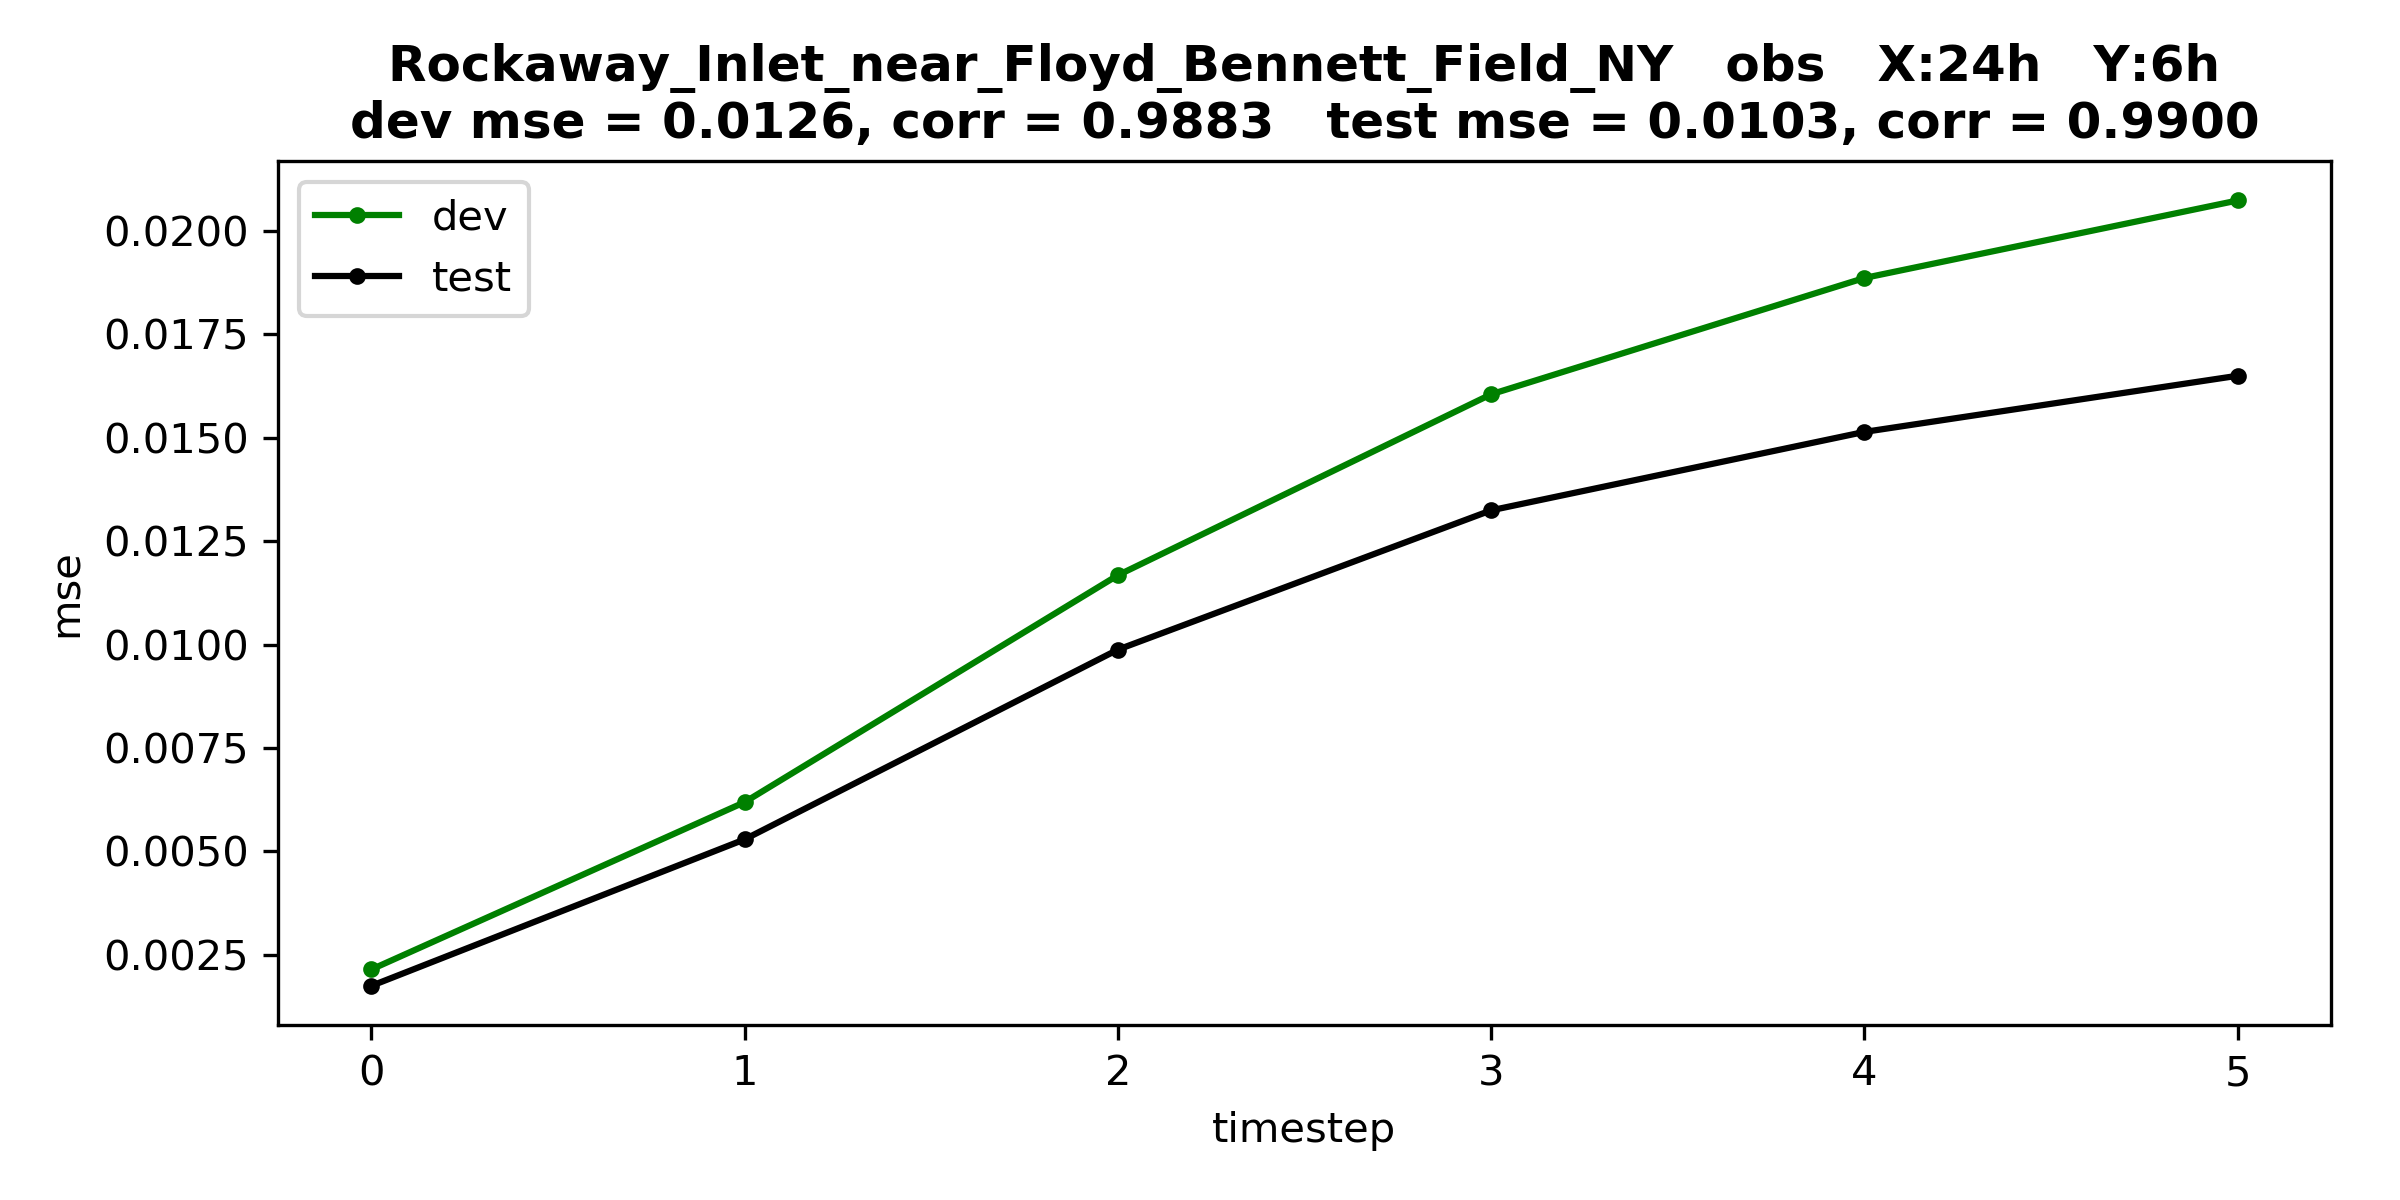 Rockaway_Inlet_near_Floyd_Bennett_Field_NY   obs   X:24h   Y:6h
dev mse = 0.0126, corr = 0.9883   test mse = 0.0103, corr = 0.9900
dev
test
0.0200
0.0175
0.0150
0.0125
0.0100
0.0075
0.0050
0.0025
mse
0 1 2 3 4 5
timestep